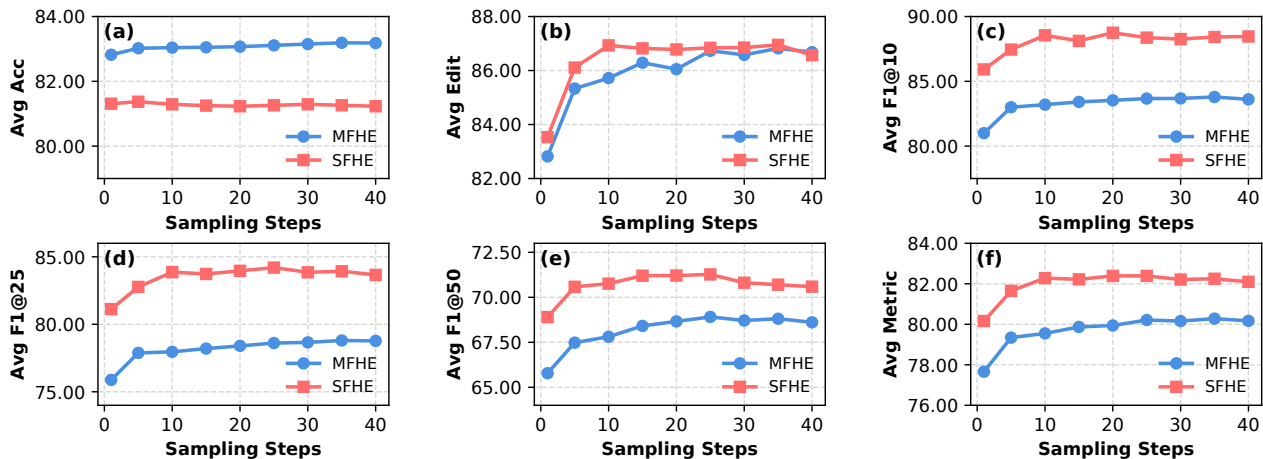 (a)
Avg Acc
84.00
82.00
80.00
0 10 20 30 40
Sampling Steps
MFHE
SFHE
(b)
Avg Edit
88.00
86.00
84.00
82.00
0 10 20 30 40
Sampling Steps
MFHE
SFHE
(c)
Avg F1@10
90.00
85.00
80.00
0 10 20 30 40
Sampling Steps
MFHE
SFHE
(d)
Avg F1@25
85.00
80.00
75.00
0 10 20 30 40
Sampling Steps
MFHE
SFHE
(e)
Avg F1@50
72.50
70.00
67.50
65.00
0 10 20 30 40
Sampling Steps
MFHE
SFHE
(f)
Avg Metric
84.00
82.00
80.00
78.00
76.00
0 10 20 30 40
Sampling Steps
MFHE
SFHE